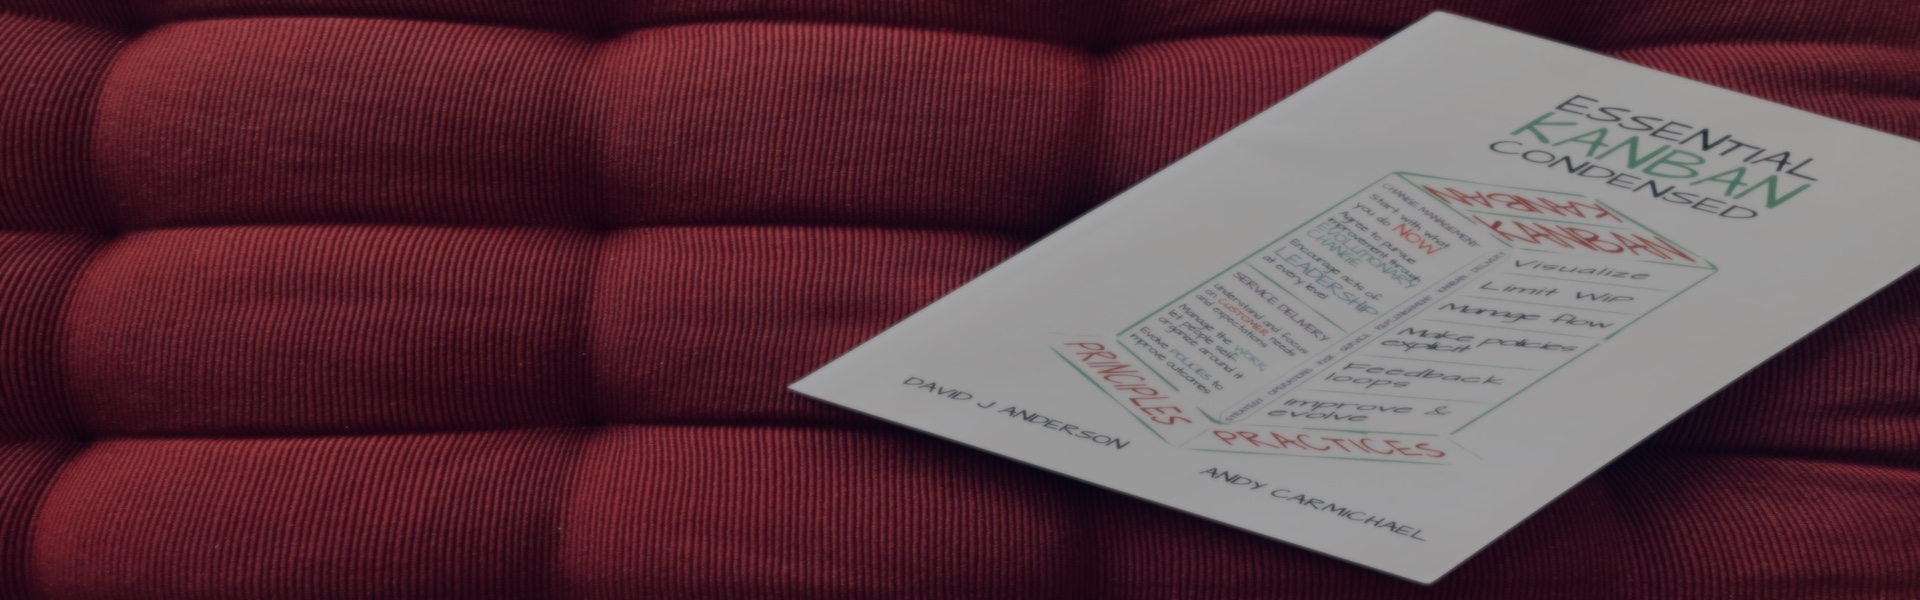 ESSENTIAL
KANBAN
CONDENSED
KANBAN
KANBAN
CHANGE MANAGEMENT
Start with what
you do NOW
Agree to pursue
improvement through
EVOLUTIONARY
CHANGE
Encourage acts of
LEADERSHIP
at every level
SERVICE DELIVERY
Understand and focus
on CUSTOMER needs
and expectations
Manage the WORK,
let people self-
organize around it
Evolve POLICIES to
improve outcomes
Visualize
Limit WiP
Manage flow
Make policies
explicit
Feedback
loops
Improve &
evolve
PRINCIPLES
PRACTICES
DAVID J ANDERSON
ANDY CARMICHAEL